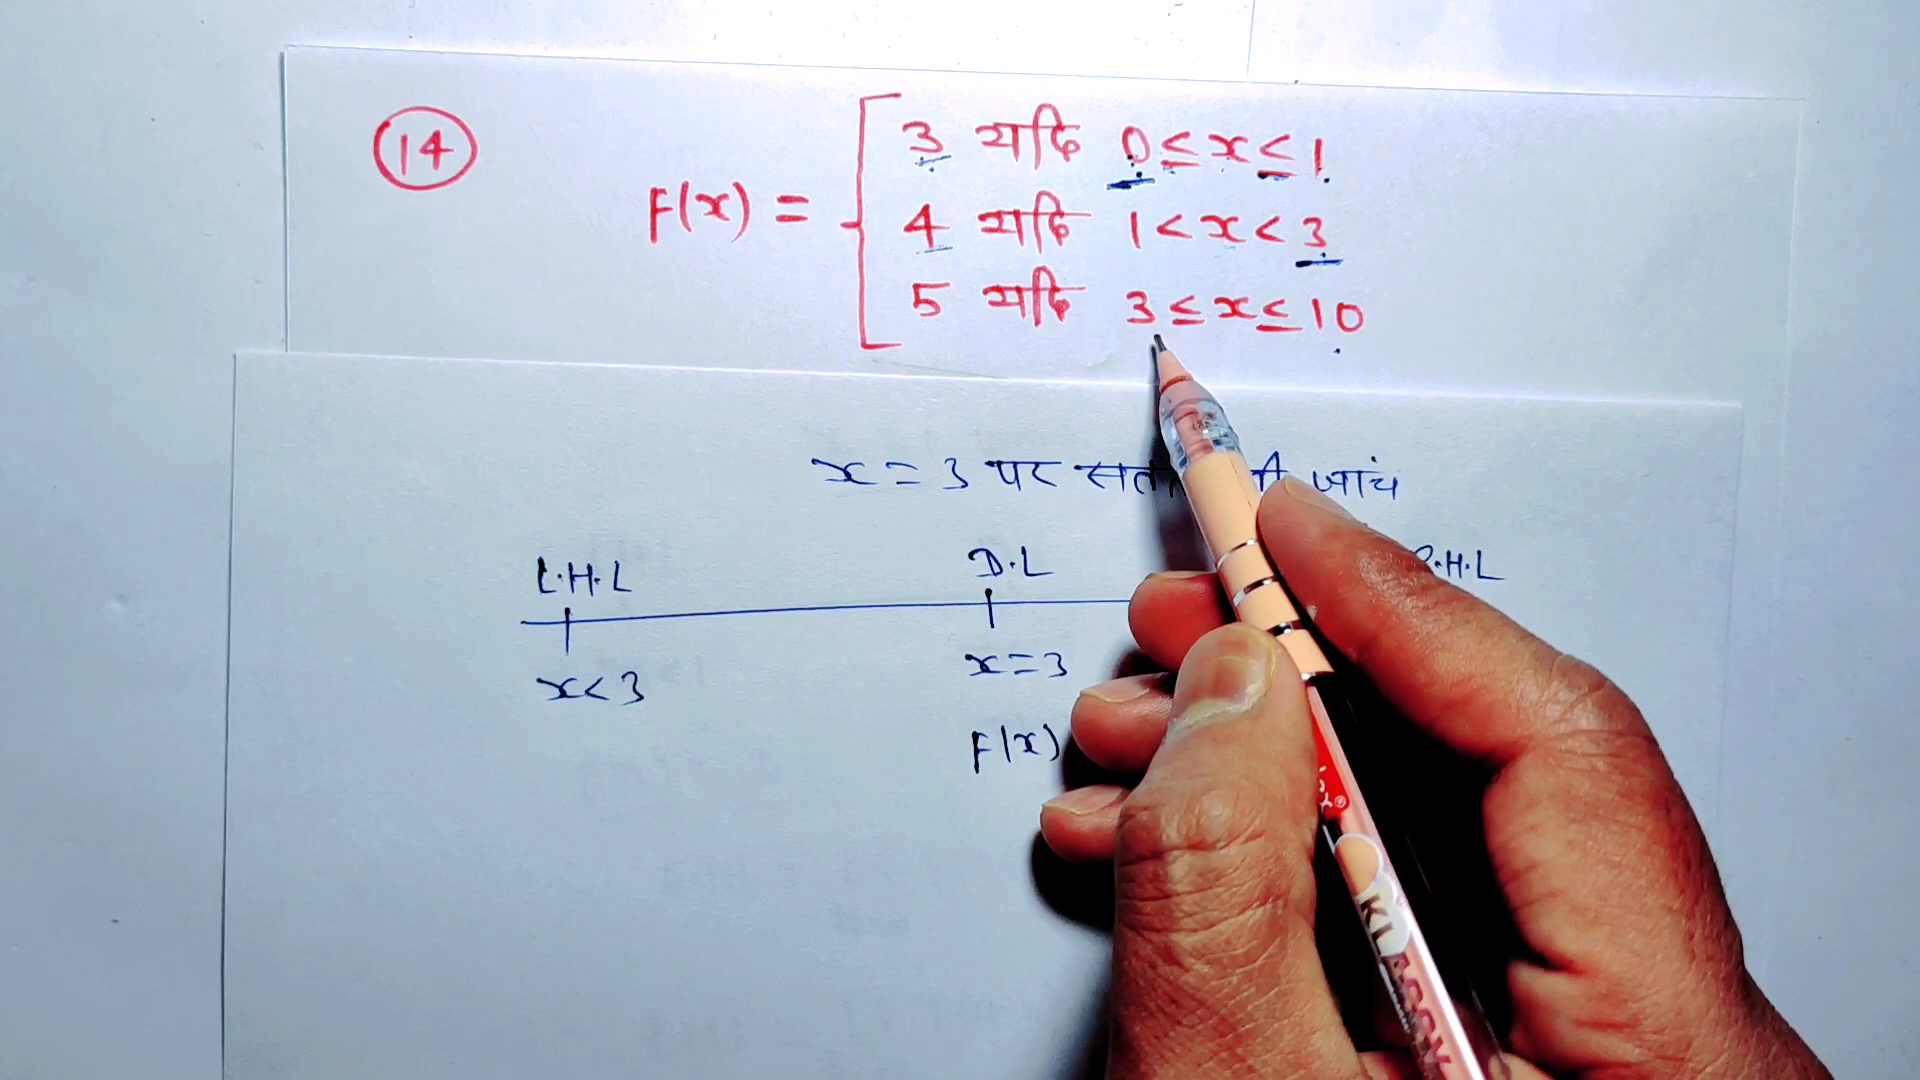 14
F(x) = 3 यदि 0 ≤ x ≤ 1
4 यदि 1 < x < 3
5 यदि 3 ≤ x ≤ 10
x = 3 पर जांच
L.H.L D.L .H.L
x < 3 x = 3
F(x)